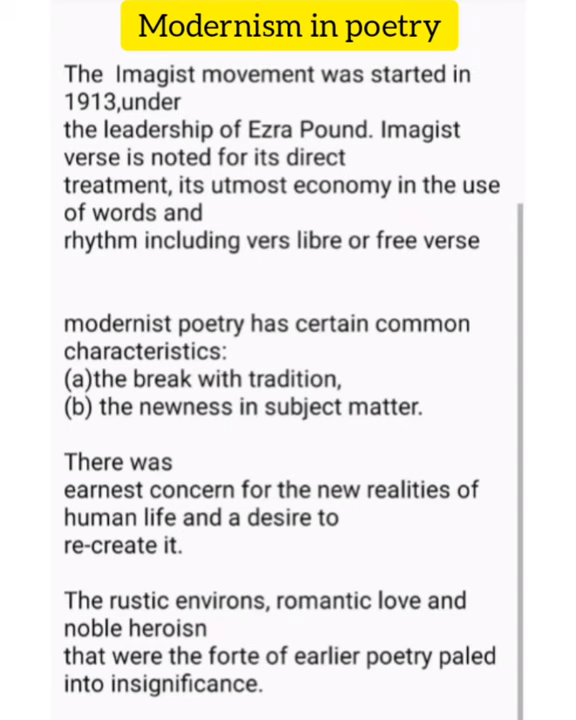 Modernism in poetry
The Imagist movement was started in
1913,under
the leadership of Ezra Pound. Imagist
verse is noted for its direct
treatment, its utmost economy in the use
of words and
rhythm including vers libre or free verse
modernist poetry has certain common
characteristics:
(a)the break with tradition,
(b) the newness in subject matter.
There was
earnest concern for the new realities of
human life and a desire to
re-create it.
The rustic environs, romantic love and
noble heroisn
that were the forte of earlier poetry paled
into insignificance.